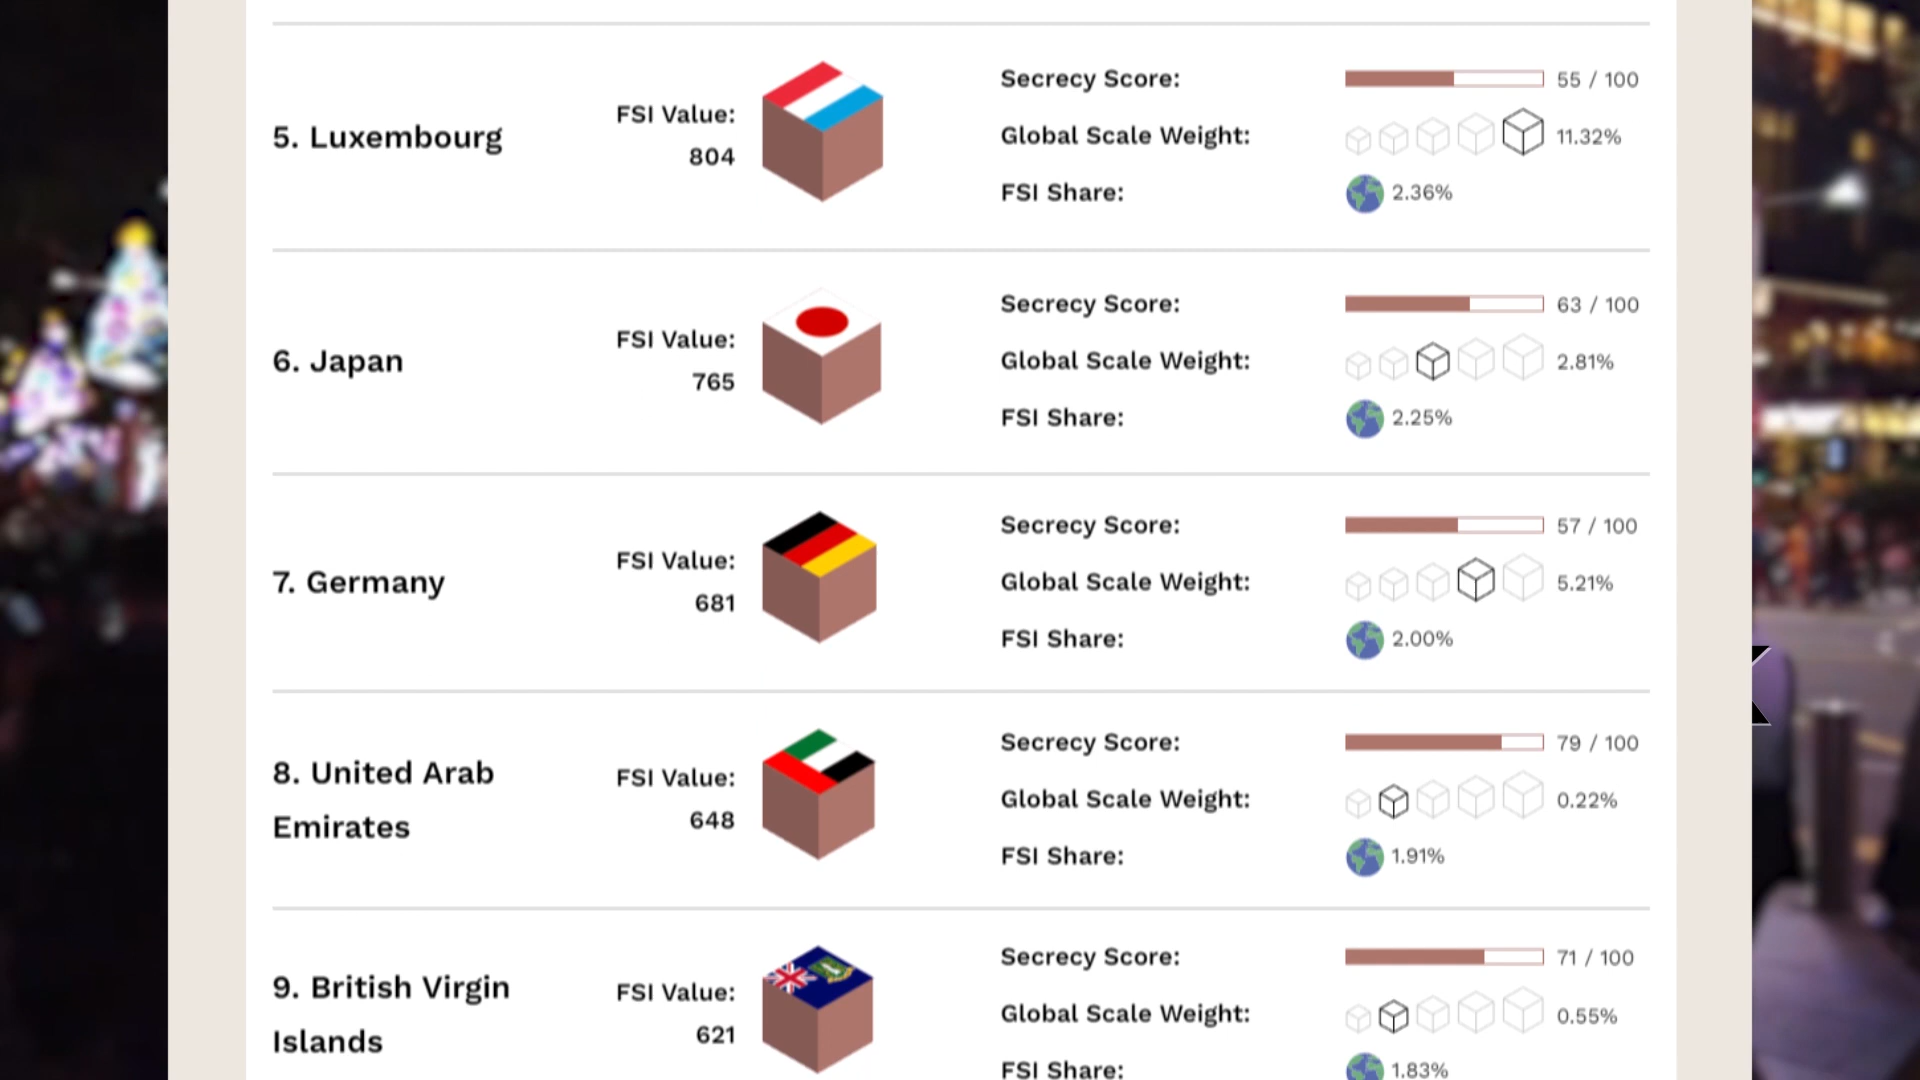 5. Luxembourg
FSI Value:
804
Secrecy Score:
55 / 100
Global Scale Weight:
11.32%
FSI Share:
2.36%
6. Japan
FSI Value:
765
Secrecy Score:
63 / 100
Global Scale Weight:
2.81%
FSI Share:
2.25%
7. Germany
FSI Value:
681
Secrecy Score:
57 / 100
Global Scale Weight:
5.21%
FSI Share:
2.00%
8. United Arab
Emirates
FSI Value:
648
Secrecy Score:
79 / 100
Global Scale Weight:
0.22%
FSI Share:
1.91%
9. British Virgin
Islands
FSI Value:
621
Secrecy Score:
71 / 100
Global Scale Weight:
0.55%
FSI Share:
1.83%